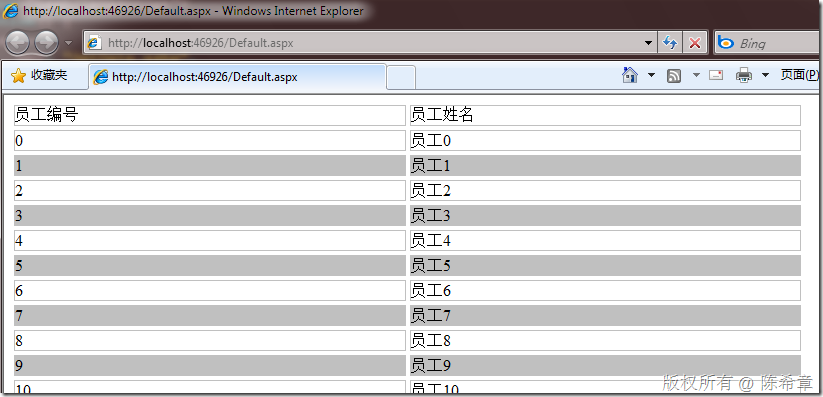 http://localhost:46926/Default.aspx - Windows Internet Explorer
http://localhost:46926/Default.aspx Bing
收藏夹 http://localhost:46926/Default.aspx 页面(P)
员工编号 员工姓名
0 员工0
1 员工1
2 员工2
3 员工3
4 员工4
5 员工5
6 员工6
7 员工7
8 员工8
9 员工9
10 员工10
版权所有 @ 陈希章